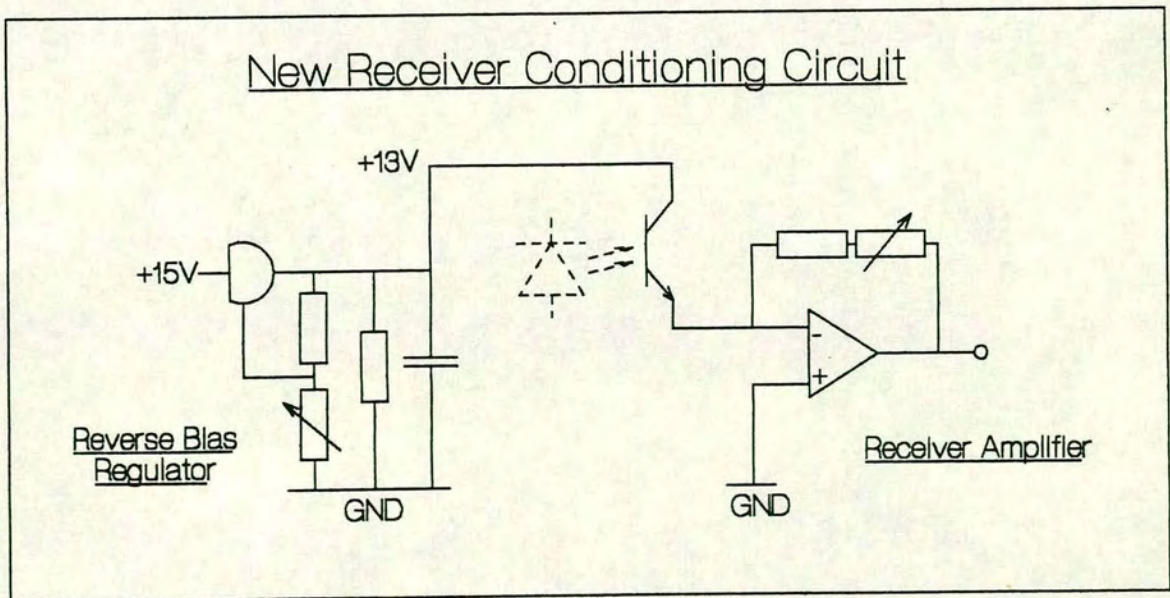 New Receiver Conditioning Circuit
+13V
+15V
-
+
Reverse Bias
Regulator
Receiver Amplifier
GND
GND